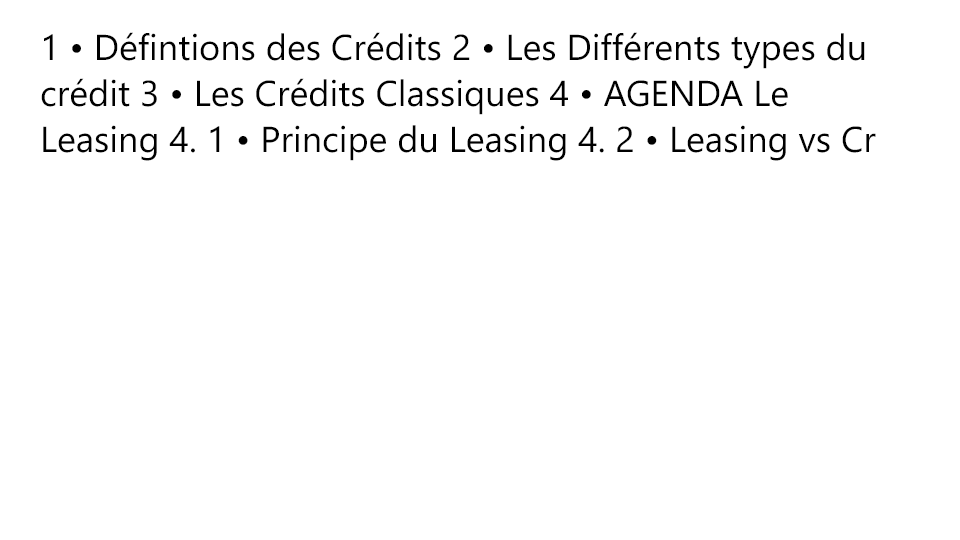 1 • Défintions des Crédits 2 • Les Différents types du
crédit 3 • Les Crédits Classiques 4 • AGENDA Le
Leasing 4. 1 • Principe du Leasing 4. 2 • Leasing vs Cr